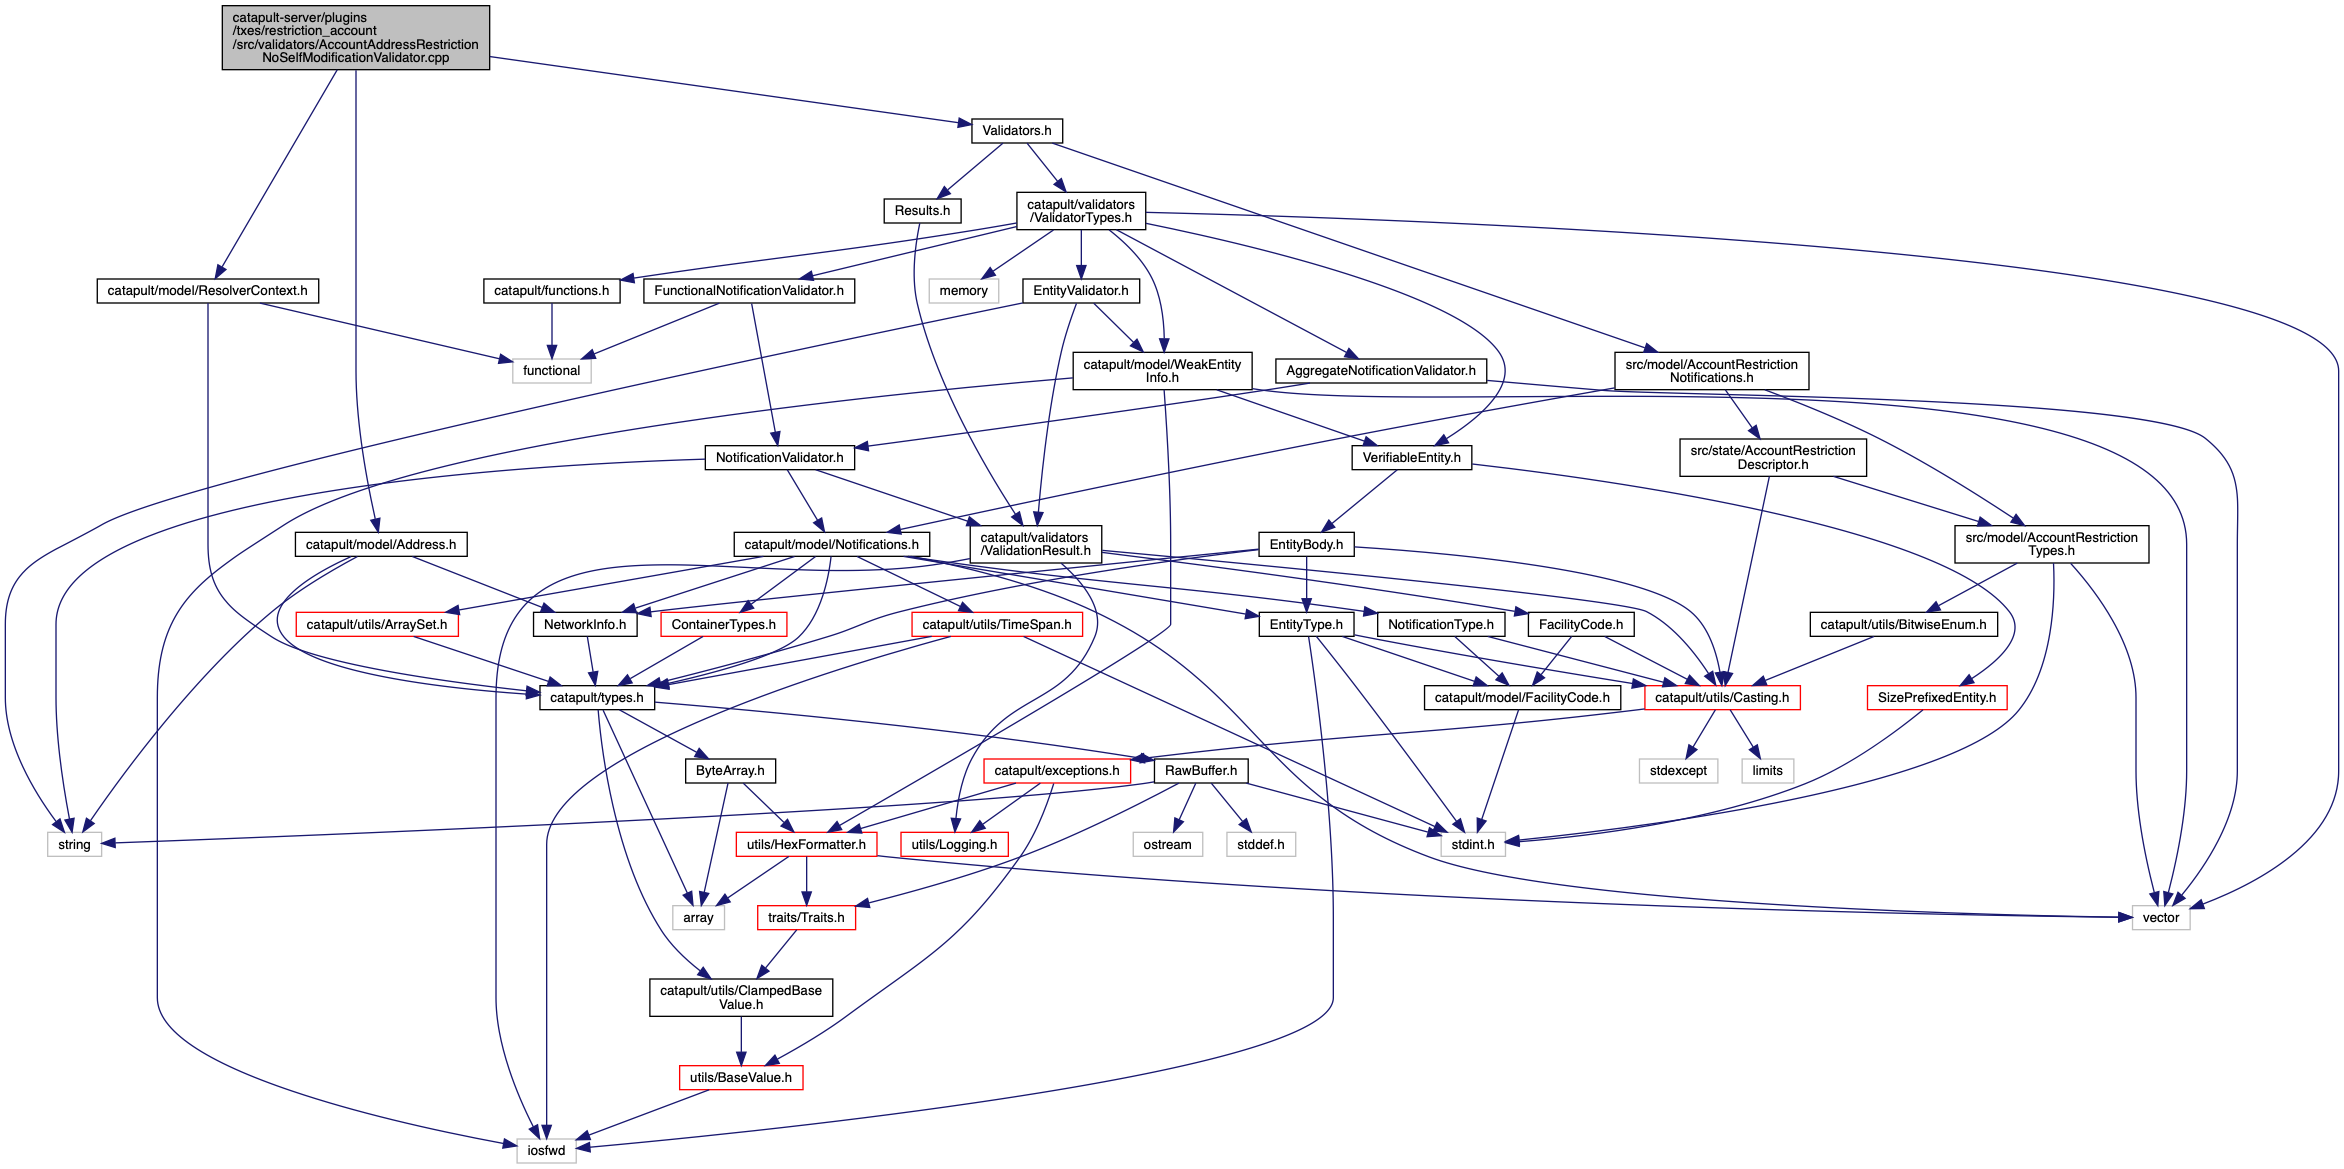 catapult-server/plugins
/txes/restriction_account
/src/validators/AccountAddressRestriction
NoSelfModificationValidator.cpp
Validators.h
Results.h
catapult/validators
/ValidatorTypes.h
catapult/model/ResolverContext.h
catapult/functions.h
FunctionalNotificationValidator.h
memory
EntityValidator.h
functional
catapult/model/WeakEntity
Info.h
AggregateNotificationValidator.h
src/model/AccountRestriction
Notifications.h
NotificationValidator.h
VerifiableEntity.h
src/state/AccountRestriction
Descriptor.h
catapult/model/Address.h
catapult/model/Notifications.h
catapult/validators
/ValidationResult.h
EntityBody.h
src/model/AccountRestriction
Types.h
catapult/utils/ArraySet.h
NetworkInfo.h
ContainerTypes.h
catapult/utils/TimeSpan.h
EntityType.h
NotificationType.h
FacilityCode.h
catapult/utils/BitwiseEnum.h
catapult/types.h
catapult/model/FacilityCode.h
catapult/utils/Casting.h
SizePrefixedEntity.h
ByteArray.h
catapult/exceptions.h
RawBuffer.h
stdexcept
limits
string
utils/HexFormatter.h
utils/Logging.h
ostream
stddef.h
stdint.h
array
traits/Traits.h
vector
catapult/utils/ClampedBase
Value.h
utils/BaseValue.h
iosfwd